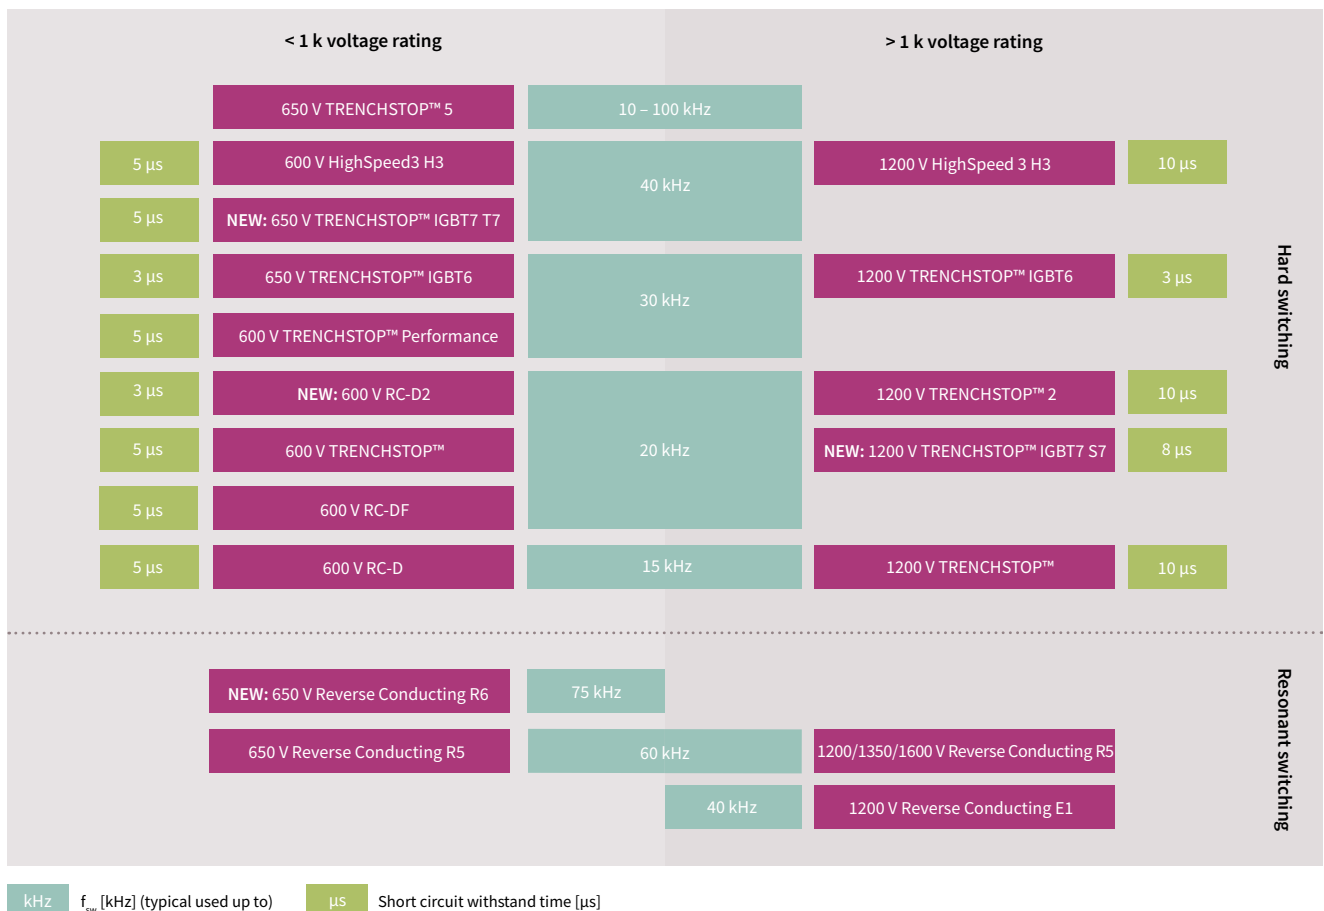 < 1 k voltage rating
> 1 k voltage rating
650 V TRENCHSTOP™ 5
10 – 100 kHz
5 µs
600 V HighSpeed3 H3
40 kHz
1200 V HighSpeed 3 H3
10 µs
5 µs
NEW: 650 V TRENCHSTOP™ IGBT7 T7
3 µs
650 V TRENCHSTOP™ IGBT6
30 kHz
1200 V TRENCHSTOP™ IGBT6
3 µs
5 µs
600 V TRENCHSTOP™ Performance
3 µs
NEW: 600 V RC-D2
20 kHz
1200 V TRENCHSTOP™ 2
10 µs
5 µs
600 V TRENCHSTOP™
NEW: 1200 V TRENCHSTOP™ IGBT7 S7
8 µs
5 µs
600 V RC-DF
5 µs
600 V RC-D
15 kHz
1200 V TRENCHSTOP™
10 µs
Hard switching
NEW: 650 V Reverse Conducting R6
75 kHz
650 V Reverse Conducting R5
60 kHz
1200/1350/1600 V Reverse Conducting R5
40 kHz
1200 V Reverse Conducting E1
Resonant switching
kHz
fsw [kHz] (typical used up to)
µs
Short circuit withstand time [µs]